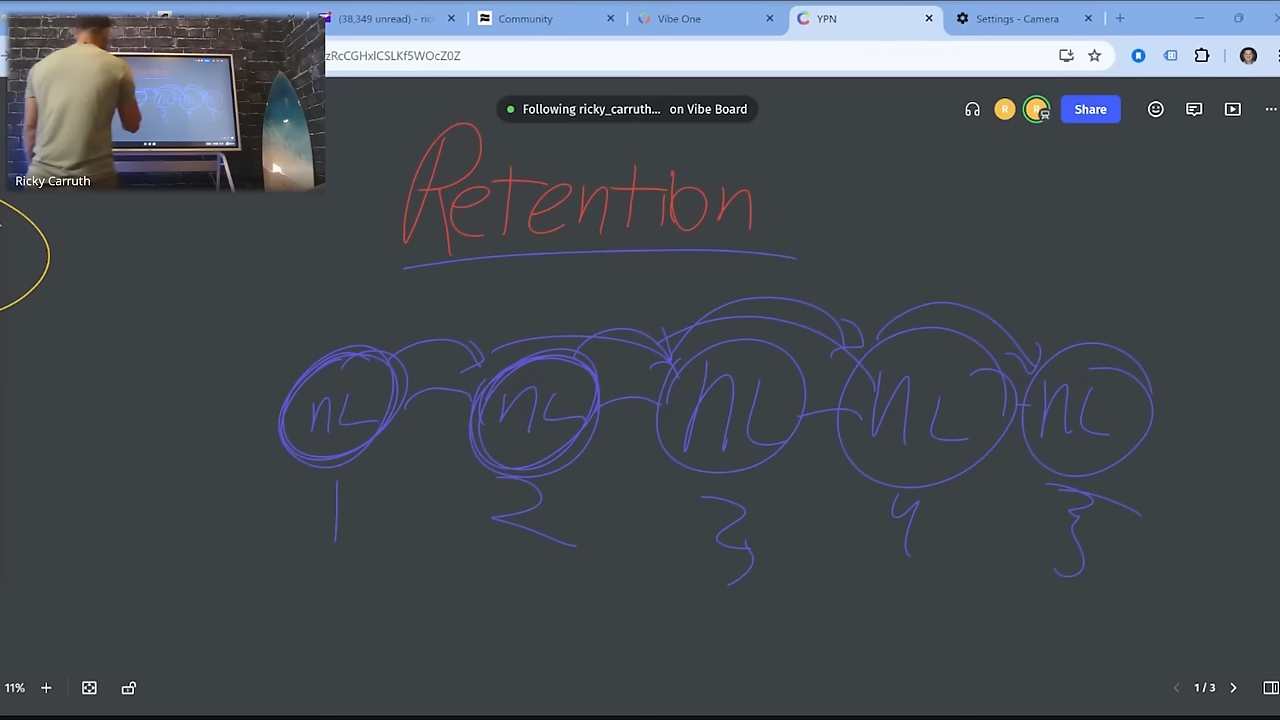 (38,349 unread) - ric
Community
Vibe One
YPN
Settings - Camera
zRcCGHxICSLKf5WOcZ0Z
Following ricky_carruth... on Vibe Board
R
R
Share
Ricky Carruth
Retention
nL nL nL nL nL
1 2 3 4 5
11%
1 / 3